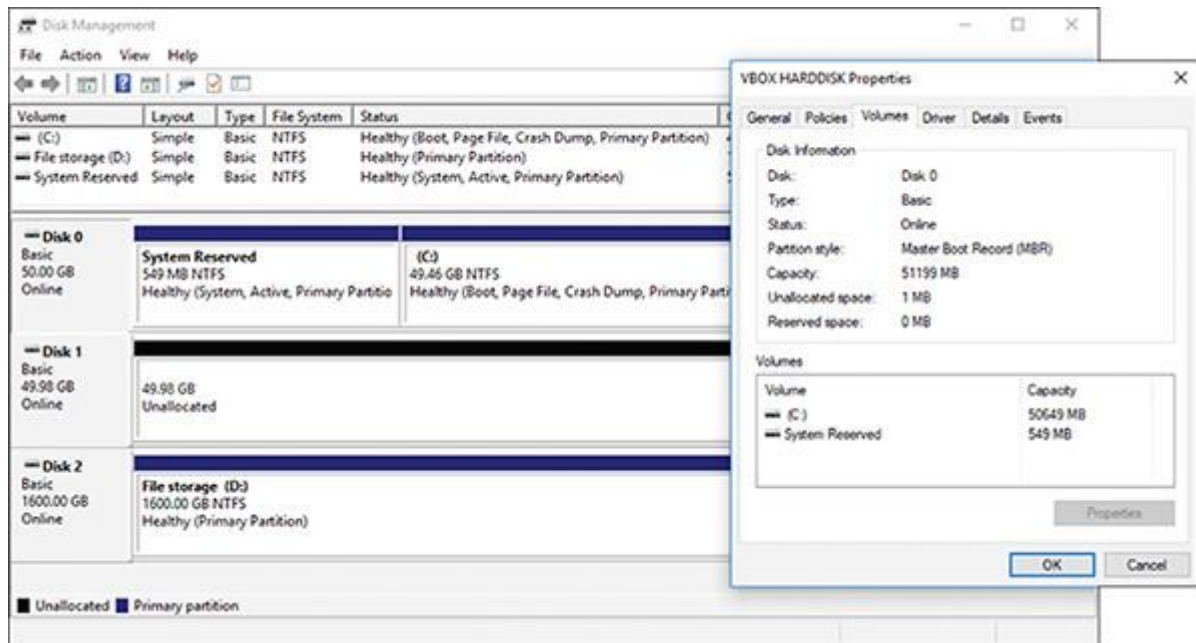 Disk Management
File Action View Help
Volume Layout Type File System Status
(C:) Simple Basic NTFS Healthy (Boot, Page File, Crash Dump, Primary Partition)
File storage (D:) Simple Basic NTFS Healthy (Primary Partition)
System Reserved Simple Basic NTFS Healthy (System, Active, Primary Partition)
Disk 0
Basic
50.00 GB
Online
System Reserved
549 MB NTFS
Healthy (System, Active, Primary Partitio
(C:)
49.46 GB NTFS
Healthy (Boot, Page File, Crash Dump, Primary Parti
Disk 1
Basic
49.98 GB
Online
49.98 GB
Unallocated
Disk 2
Basic
1600.00 GB
Online
File storage (D:)
1600.00 GB NTFS
Healthy (Primary Partition)
Unallocated Primary partition
VBOX HARDDISK Properties
General Policies Volumes Driver Details Events
Disk Information
Disk: Disk 0
Type: Basic
Status: Online
Partition style: Master Boot Record (MBR)
Capacity: 51199 MB
Unallocated space: 1 MB
Reserved space: 0 MB
Volumes
Volume Capacity
(C:) 50649 MB
System Reserved 549 MB
Properties
OK Cancel